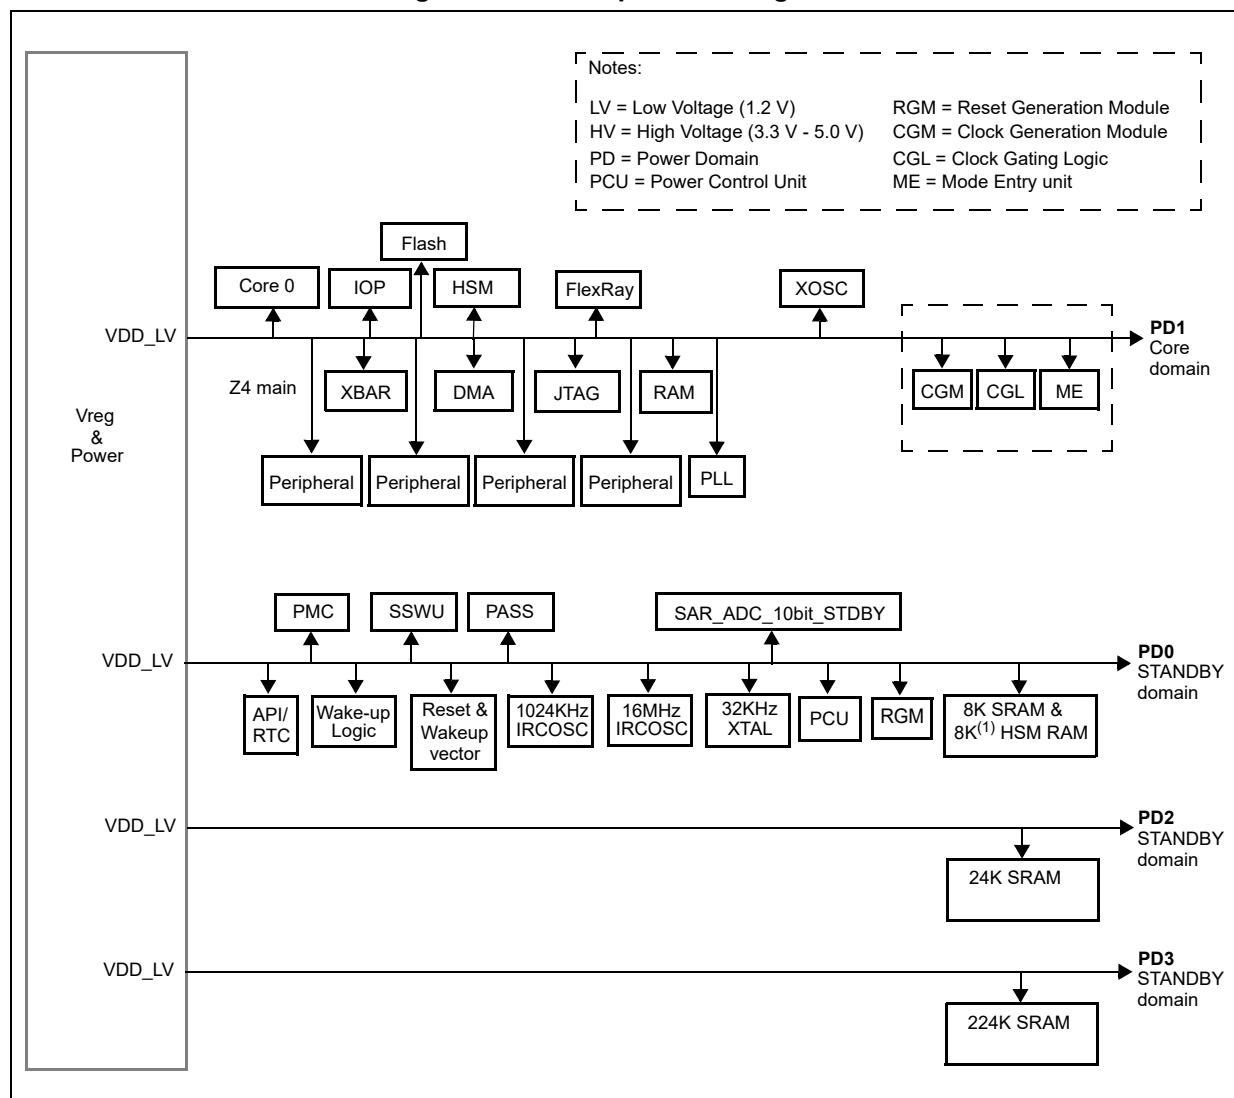 Notes:
LV = Low Voltage (1.2 V)
HV = High Voltage (3.3 V - 5.0 V)
PD = Power Domain
PCU = Power Control Unit
RGM = Reset Generation Module
CGM = Clock Generation Module
CGL = Clock Gating Logic
ME = Mode Entry unit
Vreg
&
Power
Flash
Core 0
IOP
HSM
FlexRay
XOSC
VDD_LV
PD1
Core
domain
Z4 main
XBAR
DMA
JTAG
RAM
CGM
CGL
ME
Peripheral
Peripheral
Peripheral
Peripheral
PLL
PMC
SSWU
PASS
SAR_ADC_10bit_STDBY
VDD_LV
PD0
STANDBY
domain
API/
RTC
Wake-up
Logic
Reset &
Wakeup
vector
1024KHz
IRCOSC
16MHz
IRCOSC
32KHz
XTAL
PCU
RGM
8K SRAM &
8K(1) HSM RAM
VDD_LV
PD2
STANDBY
domain
24K SRAM
VDD_LV
PD3
STANDBY
domain
224K SRAM